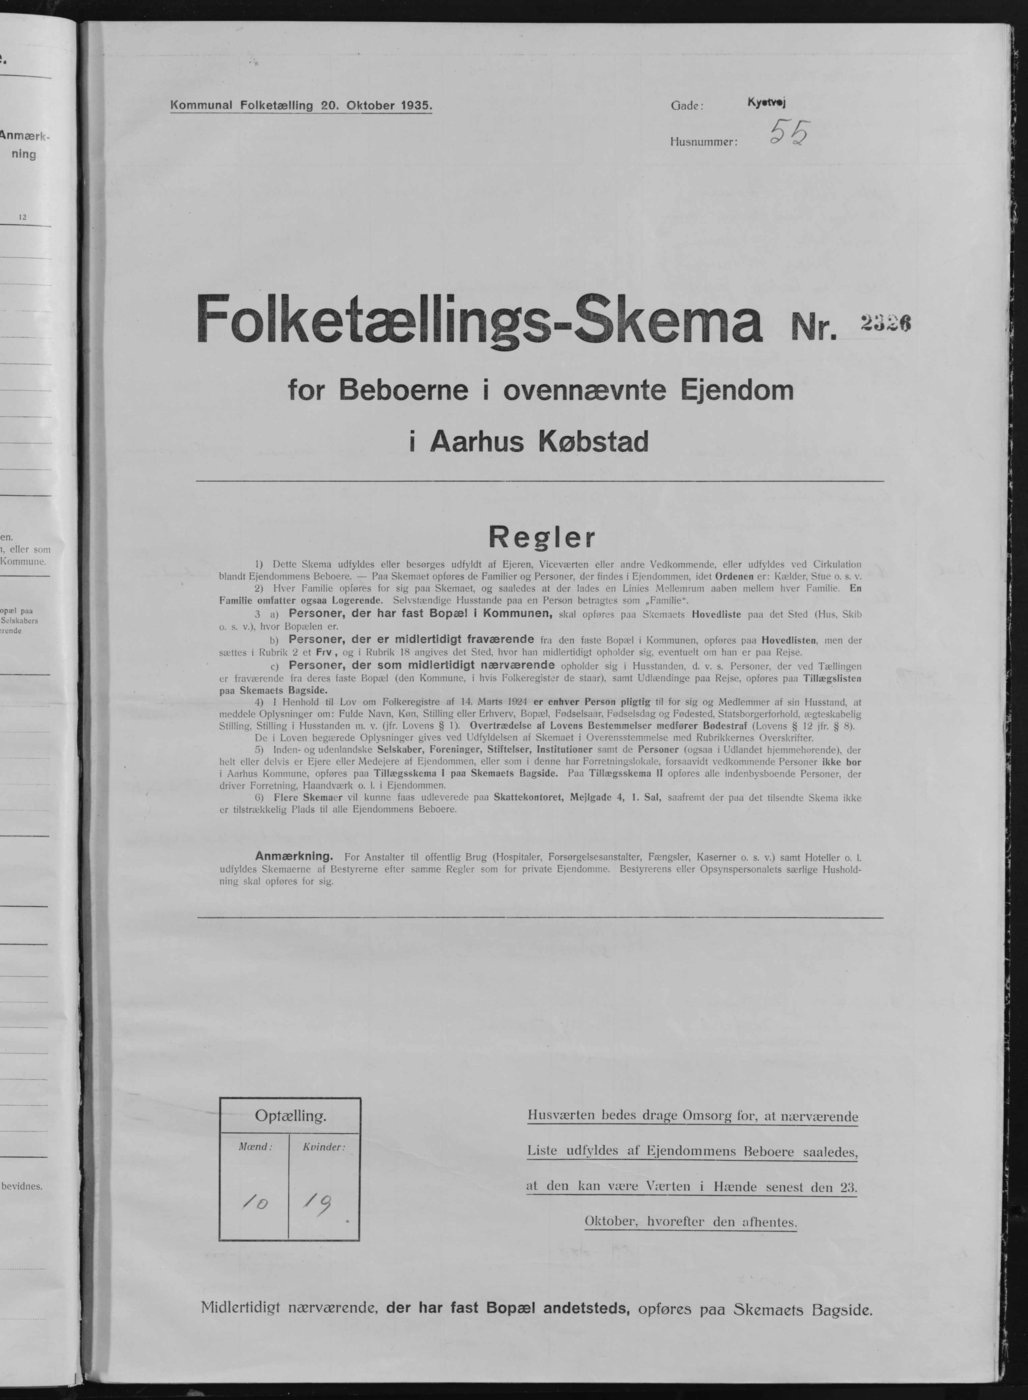 Kommunal Folketælling 20. Oktober 1935.
Gade: Kystvej
Husnummer: 55
Folketællings-Skema Nr. 2326
for Beboerne i ovennævnte Ejendom
i Aarhus Købstad
Regler
1) Dette Skema udfyldes eller besørges udfyldt af Ejeren, Viceværten eller andre Vedkommende, eller udfyldes ved Cirkulation
blandt Ejendommens Beboere. — Paa Skemaet opføres de Familier og Personer, der findes i Ejendommen, idet Ordenen er: Kælder, Stue o. s. v.
2) Hver Familie opføres for sig paa Skemaet, og saaledes at der lades en Linies Mellemrum aaben mellem hver Familie. En
Familie omfatter ogsaa Logerende. Selvstændige Husstande paa en Person betragtes som „Familie".
3 a) Personer, der har fast Bopæl i Kommunen, skal opføres paa Skemaets Hovedliste paa det Sted (Hus, Skib
o. s. v.), hvor Bopælen er.
b) Personer, der er midlertidigt fraværende fra den faste Bopæl i Kommunen, opføres paa Hovedlisten, men der
sættes i Rubrik 2 et Frv, og i Rubrik 18 angives det Sted, hvor han midlertidigt opholder sig, eventuelt om han er paa Rejse.
c) Personer, der som midlertidigt nærværende opholder sig i Husstanden, d. v. s. Personer, der ved Tællingen
er fraværende fra deres faste Bopæl (den Kommune, i hvis Folkeregister de staar), samt Udlændinge paa Rejse, opføres paa Tillægslisten
paa Skemaets Bagside.
4) I Henhold til Lov om Folkeregistre af 14. Marts 1924 er enhver Person pligtig til for sig og Medlemmer af sin Husstand, at
meddele Oplysninger om: Fulde Navn, Køn, Stilling eller Erhverv, Bopæl, Fødselsaar, Fødselsdag og Fødested, Statsborgerforhold, ægteskabelig
Stilling, Stilling i Husstanden m. v. (jfr. Lovens § 1). Overtrædelse af Lovens Bestemmelser medfører Bødestraf (Lovens § 12 jfr. § 8).
De i Loven begærede Oplysninger gives ved Udfyldelsen af Skemaet i Overensstemmelse med Rubrikkernes Overskrifter.
5) Inden- og udenlandske Selskaber, Foreninger, Stiftelser, Institutioner samt de Personer (ogsaa i Udlandet hjemmehørende), der
helt eller delvis er Ejere eller Medejere af Ejendommen, eller som i denne har Forretningslokale, forsaavidt vedkommende Personer ikke bor
i Aarhus Kommune, opføres paa Tillægsskema I paa Skemaets Bagside. Paa Tillægsskema II opføres alle indenbysboende Personer, der
driver Forretning, Haandværk o. l. i Ejendommen.
6) Flere Skemaer vil kunne faas udleverede paa Skattekontoret, Mejlgade 4, 1. Sal, saafremt der paa det tilsendte Skema ikke
er tilstrækkelig Plads til alle Ejendommens Beboere.
Anmærkning. For Anstalter til offentlig Brug (Hospitaler, Forsørgelsesanstalter, Fængsler, Kaserner o. s. v.) samt Hoteller o. l.
udfyldes Skemaerne af Bestyrerne efter samme Regler som for private Ejendomme. Bestyrerens eller Opsynspersonalets særlige Hushold-
ning skal opføres for sig.
Optælling.
Mænd: Kvinder:
10 19
Husværten bedes drage Omsorg for, at nærværende
Liste udfyldes af Ejendommens Beboere saaledes,
at den kan være Værten i Hænde senest den 23.
Oktober, hvorefter den afhentes.
Midlertidigt nærværende, der har fast Bopæl andetsteds, opføres paa Skemaets Bagside.
Anmærk-
ning
12
en.
, eller som
Kommune.
opæl paa
Selskabers
rende
bevidnes.